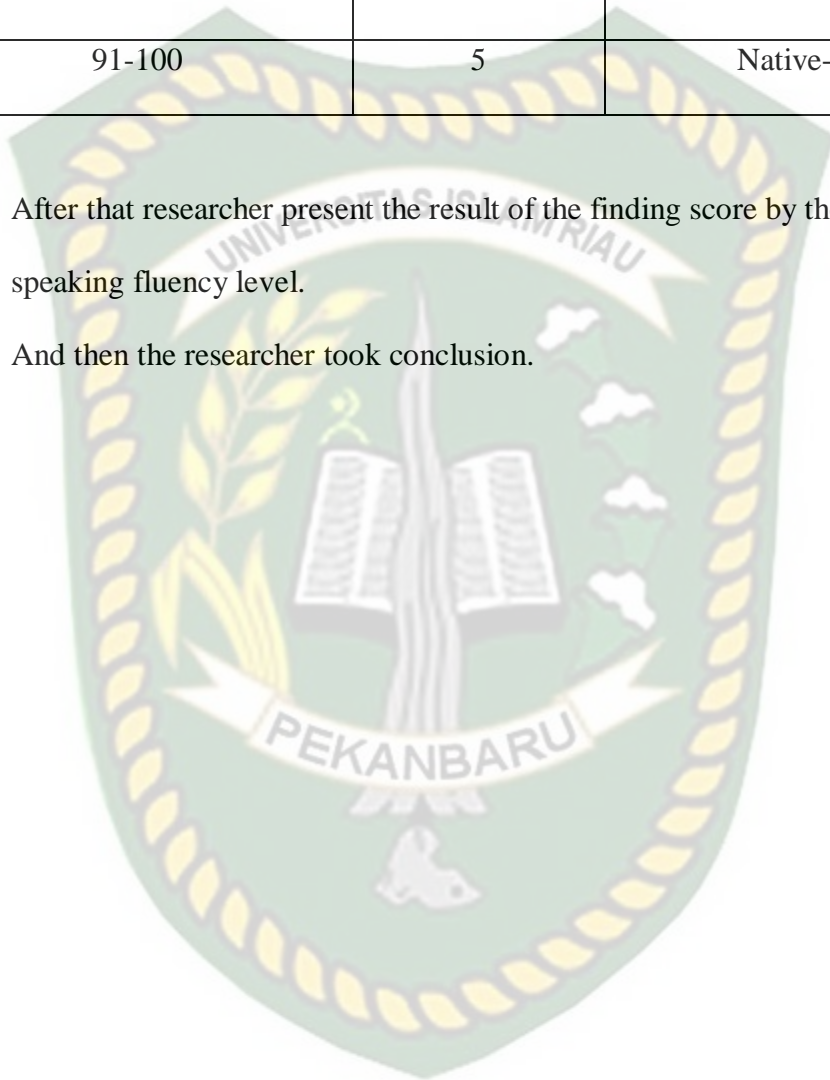 91-100 5 Native-
After that researcher present the result of the finding score by th
speaking fluency level.
And then the researcher took conclusion.
UNIVERSITAS ISLAM RIAU
PEKANBARU